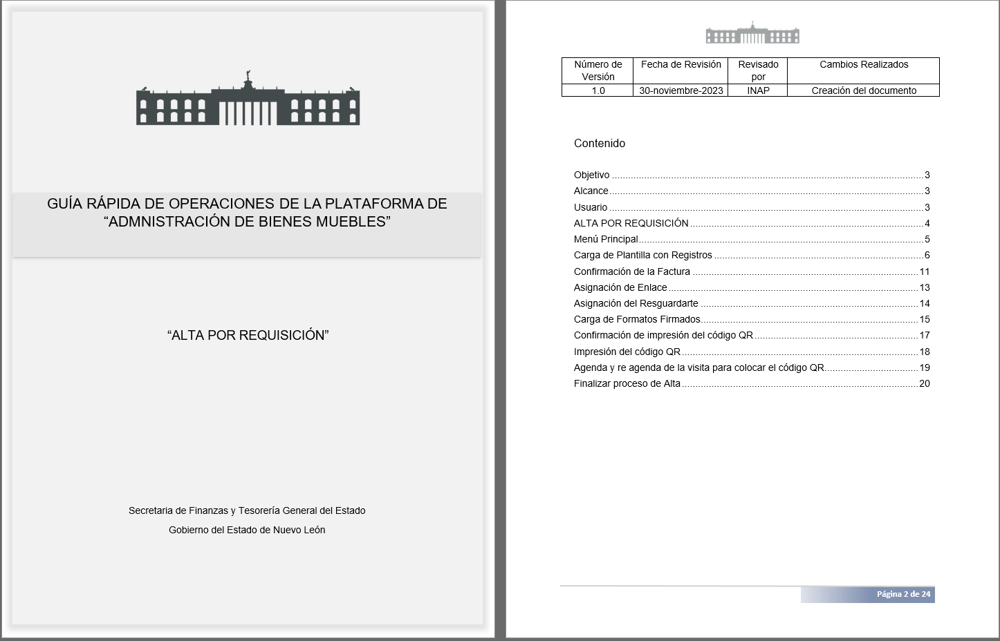 GUÍA RÁPIDA DE OPERACIONES DE LA PLATAFORMA DE
“ADMNISTRACIÓN DE BIENES MUEBLES”
“ALTA POR REQUISICIÓN”
Secretaria de Finanzas y Tesorería General del Estado
Gobierno del Estado de Nuevo León
Número de Versión Fecha de Revisión Revisado por Cambios Realizados
1.0 30-noviembre-2023 INAP Creación del documento
Contenido
Objetivo 3
Alcance 3
Usuario 3
ALTA POR REQUISICIÓN 4
Menú Principal 5
Carga de Plantilla con Registros 6
Confirmación de la Factura 11
Asignación de Enlace 13
Asignación del Resguardarte 14
Carga de Formatos Firmados 15
Confirmación de impresión del código QR 17
Impresión del código QR 18
Agenda y re agenda de la visita para colocar el código QR 19
Finalizar proceso de Alta 20
Página 2 de 24